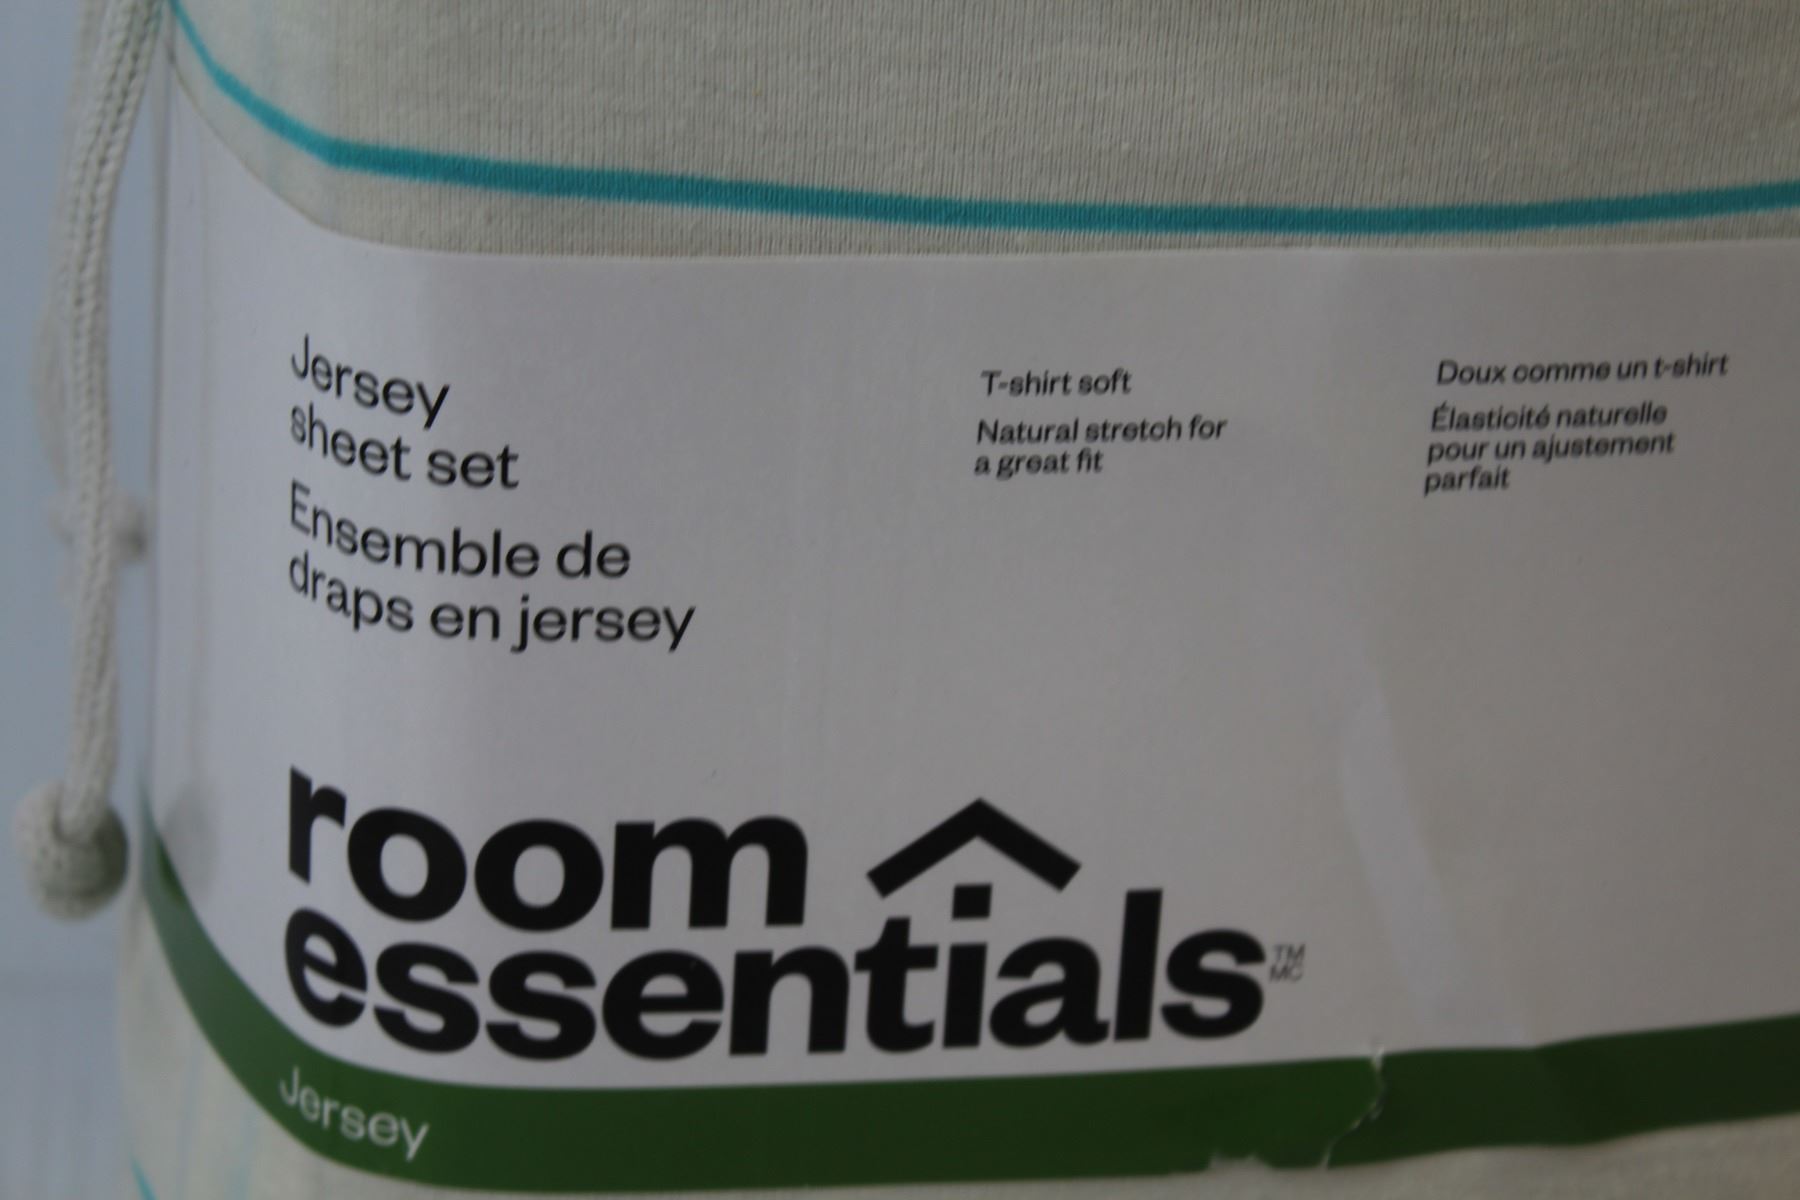 Jersey
sheet set
Ensemble de
draps en jersey
T-shirt soft
Natural stretch for
a great fit
Doux comme un t-shirt
Élasticité naturelle
pour un ajustement
parfait
room
essentials TM
MC
Jersey